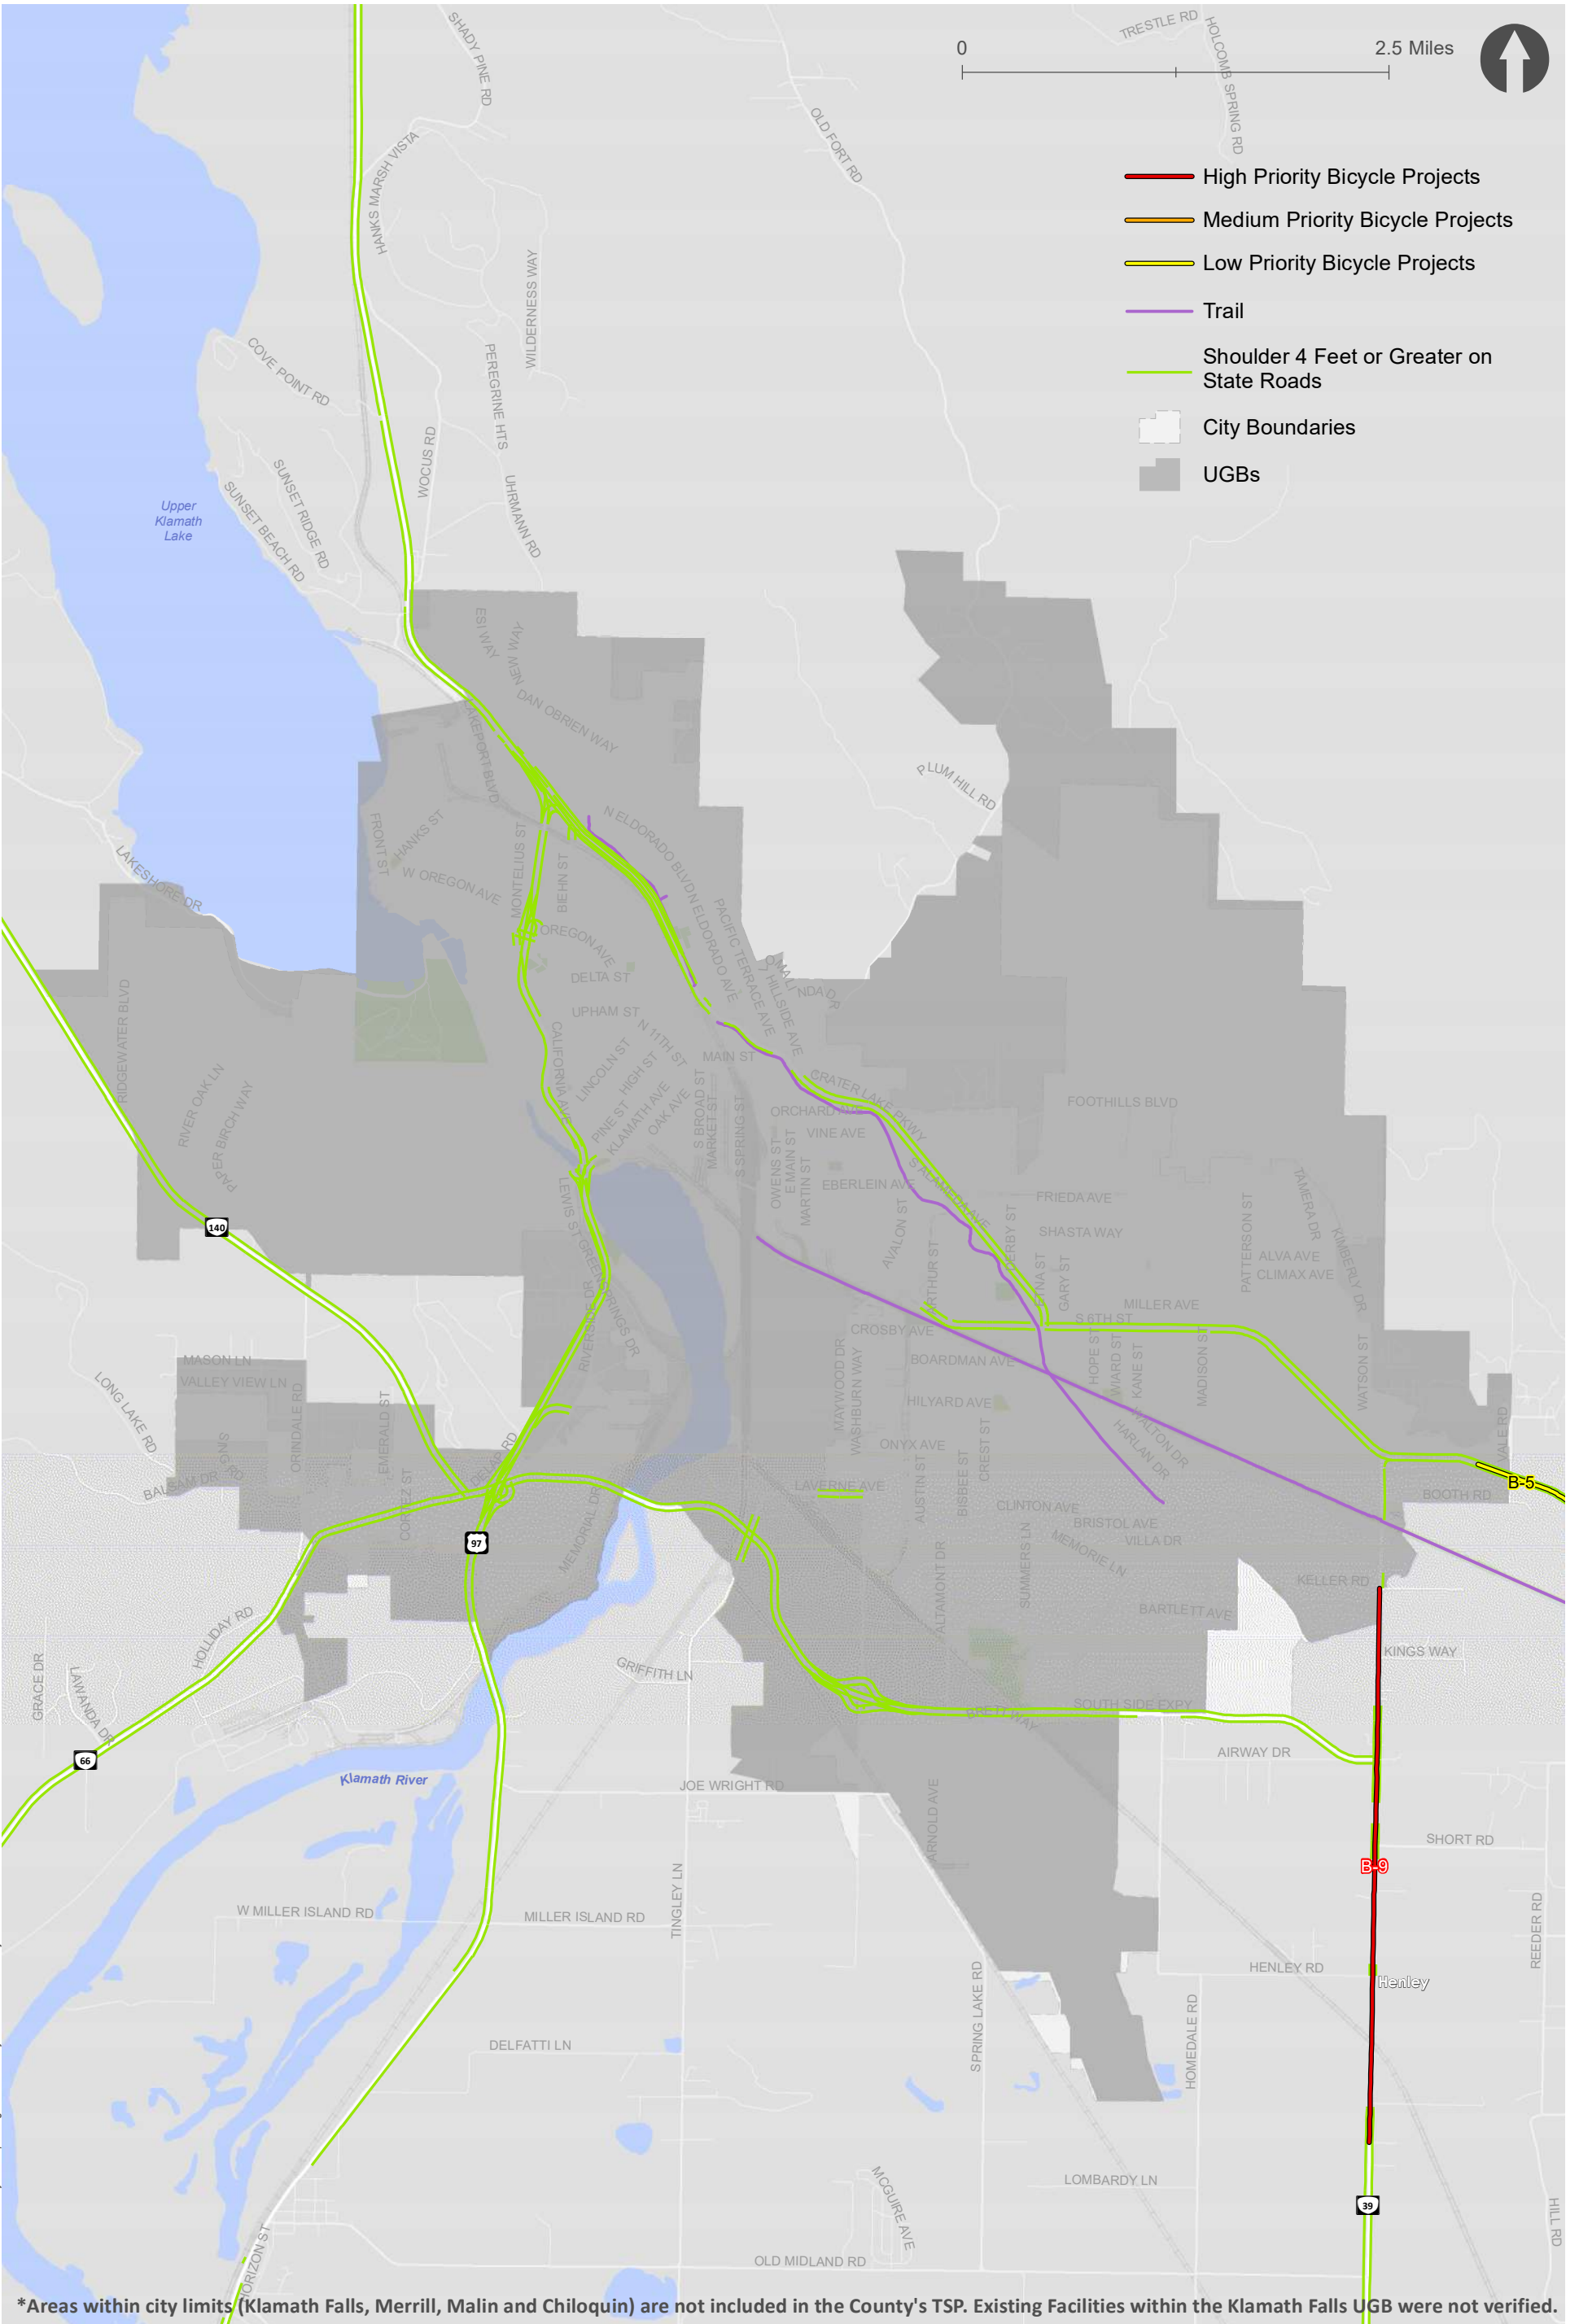 0
2.5 Miles
TRESTLE RD
HOLCOMB SPRING RD
SHADY PINE RD
OLD FORT RD
HANKS MARSH VISTA
High Priority Bicycle Projects
Medium Priority Bicycle Projects
Low Priority Bicycle Projects
Trail
Shoulder 4 Feet or Greater on
State Roads
City Boundaries
UGBs
WILDERNESS WAY
COVE POINT RD
PEREGRINE HTS
WOCUS RD
SUNSET RIDGE RD
SUNSET BEACH RD
UHRMANN RD
Upper
Klamath
Lake
ESI WAY
NEW WAY
DAN OBRIEN WAY
LAKEPORT BLVD
PLUM HILL RD
FRONT ST
HANKS ST
N ELDORADO BLVD
LAKESHORE DR
W OREGON AVE
MONTELIUS ST
BIEHN ST
N ELDORADO AVE
PACIFIC TERRACE AVE
OREGON AVE
HILLSIDE AVE
DELTA ST
UPHAM ST
RIDGEWATER BLVD
CALIFORNIA AVE
N 11TH ST
LINCOLN ST
HIGH ST
MAIN ST
RIVER OAK LN
PAPER BIRCH WAY
PINE ST
KLAMATH AVE
OAK AVE
S BROAD ST
MARKET ST
S SPRING ST
CRATER LAKE PKWY
ORCHARD AVE
FOOTHILLS BLVD
VINE AVE
OWENS ST
E MAIN ST
MARTIN ST
EBERLEIN AVE
S ALAMEDA AVE
FRIEDA AVE
SHASTA WAY
LEWIS ST
GREENSPRINGS DR
AVALON ST
DERBY ST
PATTERSON ST
TAMERA DR
KIMBERLY DR
ALVA AVE
CLIMAX AVE
140
ARTHUR ST
ETNA ST
GARY ST
MILLER AVE
S 6TH ST
RIVERSIDE DR
CROSBY AVE
BOARDMAN AVE
MAYWOOD DR
WASHBURN WAY
HOPE ST
WIARD ST
KANE ST
MADISON ST
WATSON ST
MASON LN
VALLEY VIEW LN
LONG LAKE RD
ORINDALE RD
EMERALD ST
HILYARD AVE
CREST ST
WALTON DR
HARLAN DR
VALE RD
ONYX AVE
BALSAM DR
DELAP RD
CORTEZ ST
LAVERNE AVE
AUSTIN ST
BISBEE ST
CLINTON AVE
BRISTOL AVE
VILLA DR
BOOTH RD
B-5
97
MEMORIAL DR
SUMMERS LN
MEMORIE LN
ALTAMONT DR
KELLER RD
BARTLETT AVE
HOLLIDAY RD
GRACE DR
LAWANDA DR
GRIFFITH LN
KINGS WAY
SOUTH SIDE EXPY
BRETT WAY
AIRWAY DR
66
Klamath River
JOE WRIGHT RD
ARNOLD AVE
SHORT RD
B-9
W MILLER ISLAND RD
MILLER ISLAND RD
TINGLEY LN
REEDER RD
HENLEY RD
Henley
SPRING LAKE RD
HOMEDALE RD
DELFATTI LN
LOMBARDY LN
MCGUIRE AVE
39
HILL RD
HORIZON ST
OLD MIDLAND RD
*Areas within city limits (Klamath Falls, Merrill, Malin and Chiloquin) are not included in the County's TSP. Existing Facilities within the Klamath Falls UGB were not verified.